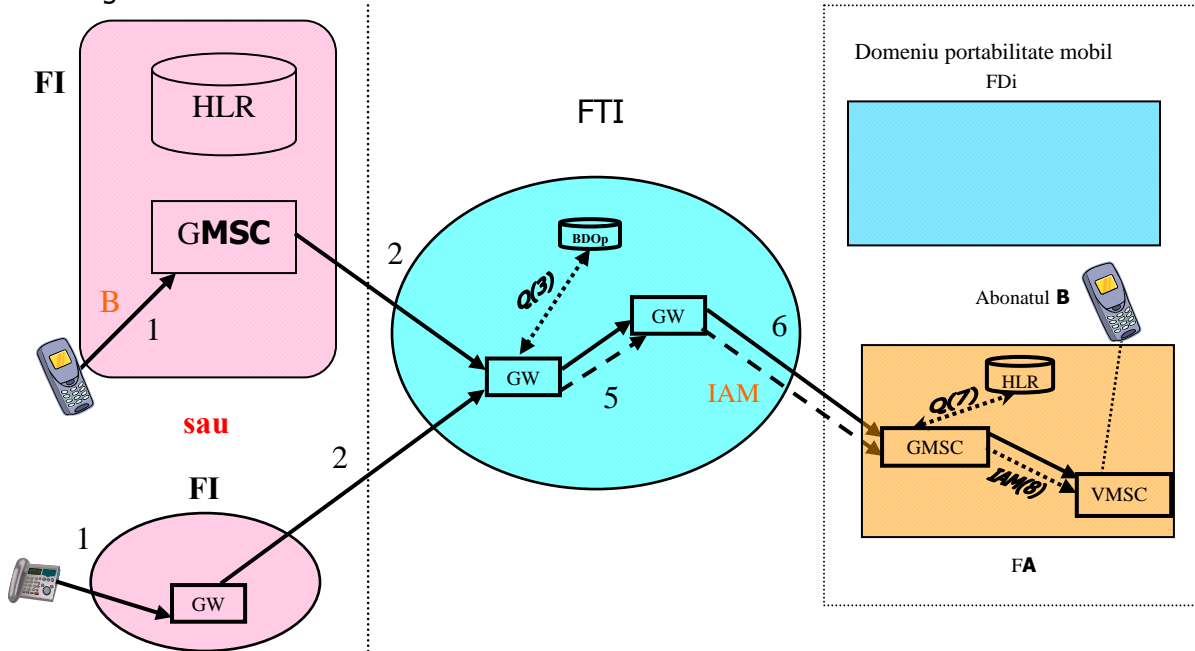 FI
HLR
GMSC
B
1
sau
FI
1
GW
2
2
FTI
BDOp
Q(3)
GW
GW
5
6
IAM
Domeniu portabilitate mobil
FDi
Abonatul B
HLR
Q(7)
GMSC
IAM(8)
VMSC
FA